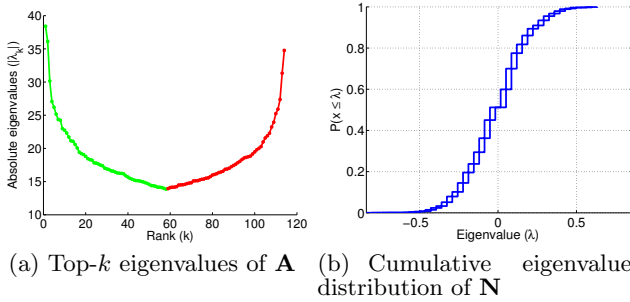 40
35
30
25
20
15
10
Absolute eigenvalues (|λk|)
0 20 40 60 80 100 120
Rank (k)
(a) Top-k eigenvalues of A
1
0.8
0.6
0.4
0.2
0
P(x ≤ λ)
−0.5 0 0.5
Eigenvalue (λ)
(b) Cumulative eigenvalue
distribution of N